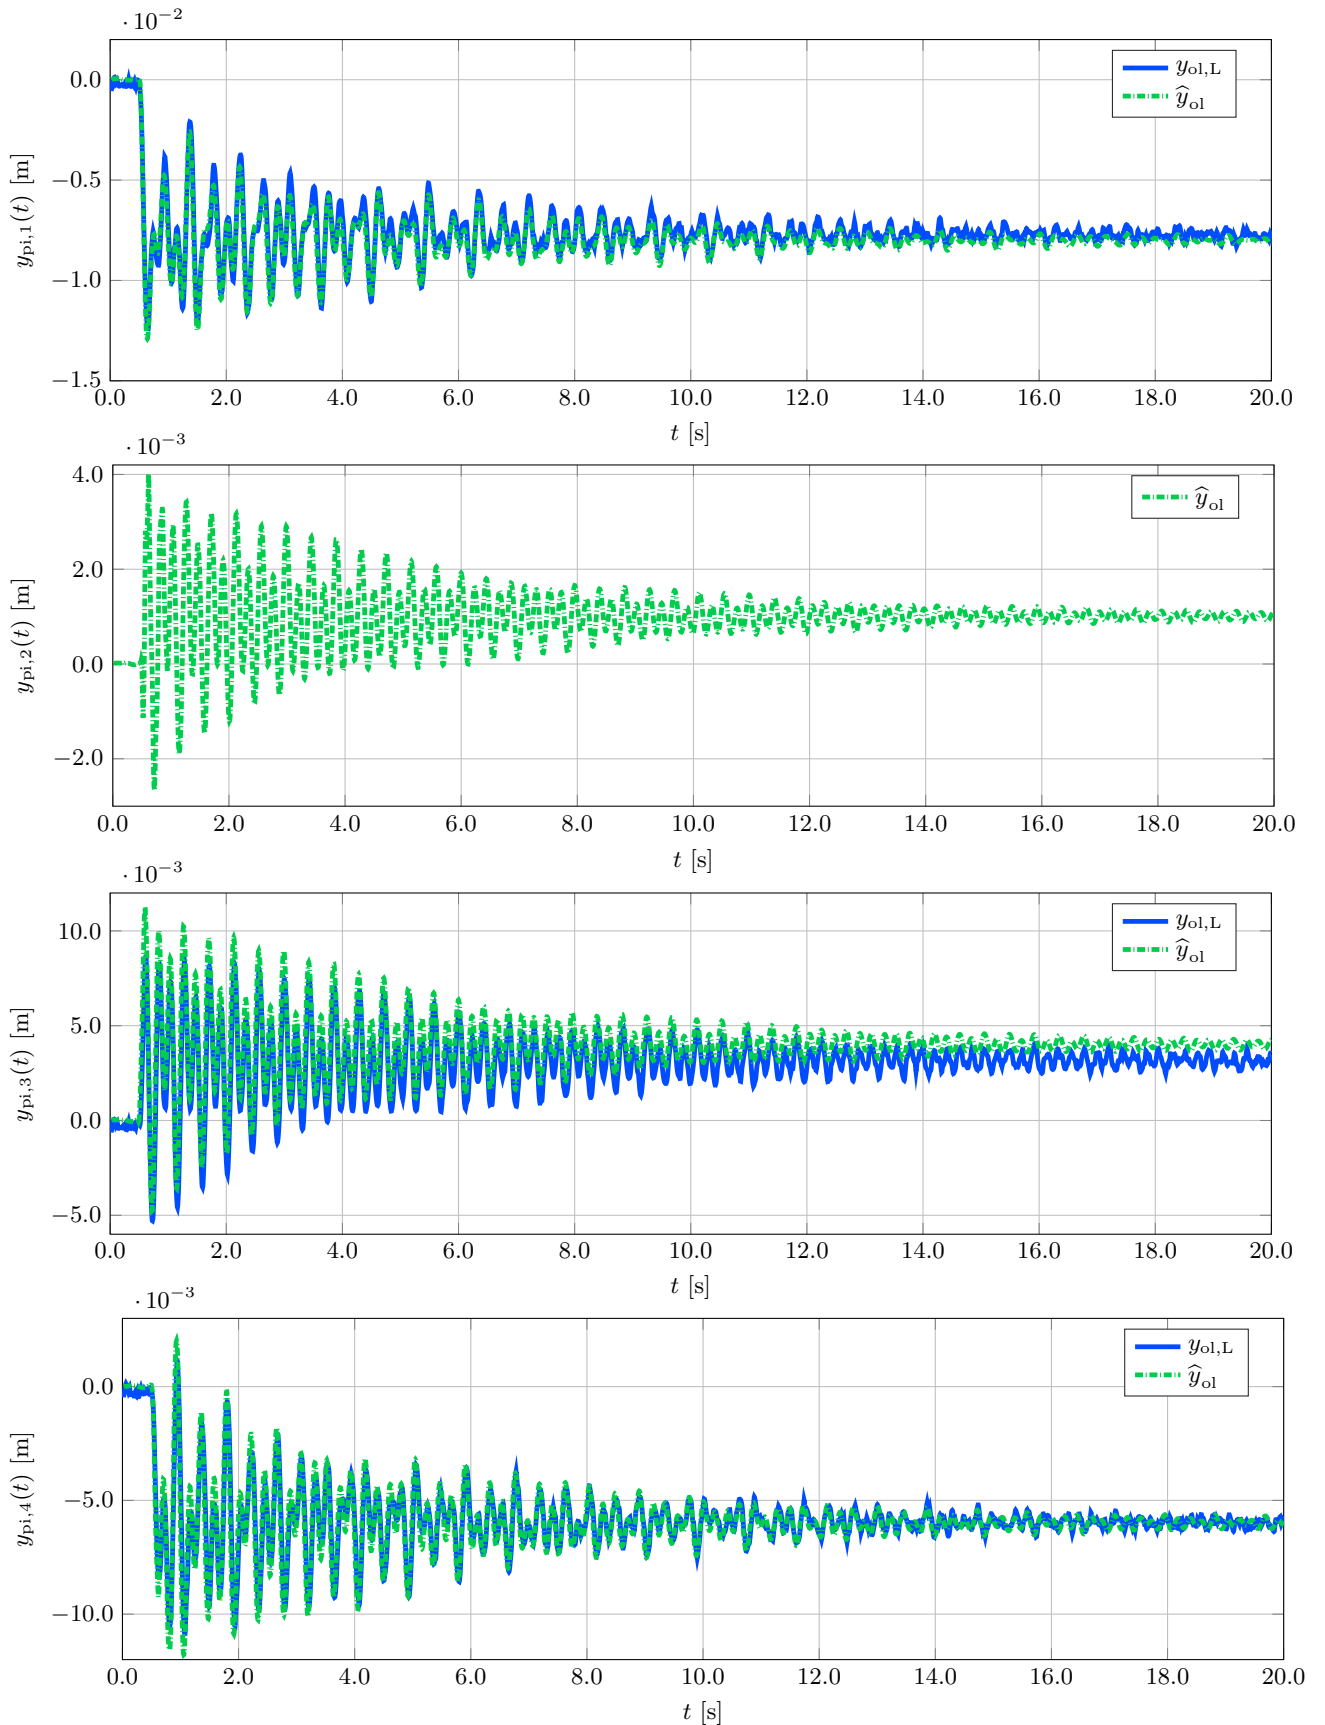 · 10⁻²
0.0
−0.5
−1.0
−1.5
y_pi,1(t) [m]
y_ol,L
ŷ_ol
0.0 2.0 4.0 6.0 8.0 10.0 12.0 14.0 16.0 18.0 20.0
t [s]
· 10⁻³
4.0
2.0
0.0
−2.0
y_pi,2(t) [m]
ŷ_ol
0.0 2.0 4.0 6.0 8.0 10.0 12.0 14.0 16.0 18.0 20.0
t [s]
· 10⁻³
10.0
5.0
0.0
−5.0
y_pi,3(t) [m]
y_ol,L
ŷ_ol
0.0 2.0 4.0 6.0 8.0 10.0 12.0 14.0 16.0 18.0 20.0
t [s]
· 10⁻³
0.0
−5.0
−10.0
y_pi,4(t) [m]
y_ol,L
ŷ_ol
0.0 2.0 4.0 6.0 8.0 10.0 12.0 14.0 16.0 18.0 20.0
t [s]